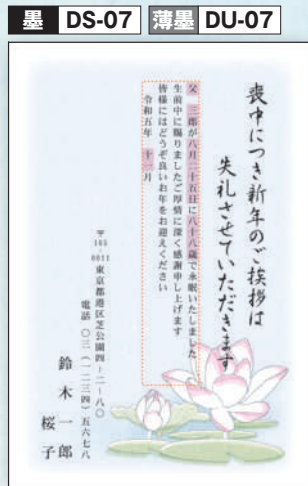 墨 DS-07 薄墨 DU-07
喪中につき新年のご挨拶は
失礼させていただきます
父 三郎が八月二十五日に八十八歳で永眠いたしました
生前中に賜りましたご厚情に深く感謝申し上げます
皆様にはどうぞ良いお年をお迎えください
令和五年 十一月
〒105-0011 東京都港区芝公園四-二-八〇
電話 〇三(一二三四)五六七八
鈴木 一郎
桜子